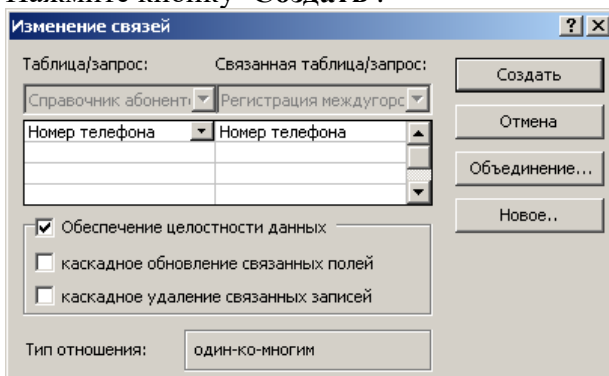 Нажмите кнопку "Создать".
Изменение связей
Таблица/запрос: Связанная таблица/запрос:
Создать
Справочник абонент Регистрация междугорс
Отмена
Номер телефона Номер телефона
Объединение...
Новое..
Обеспечение целостности данных
каскадное обновление связанных полей
каскадное удаление связанных записей
Тип отношения: один-ко-многим